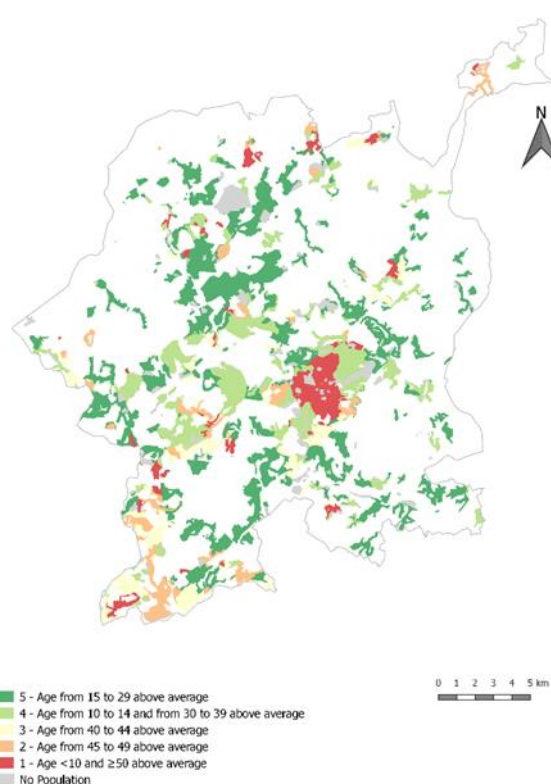 N
5 - Age from 15 to 29 above average
4 - Age from 10 to 14 and from 30 to 39 above average
3 - Age from 40 to 44 above average
2 - Age from 45 to 49 above average
1 - Age <10 and ≥50 above average
No Population
0 1 2 3 4 5 km